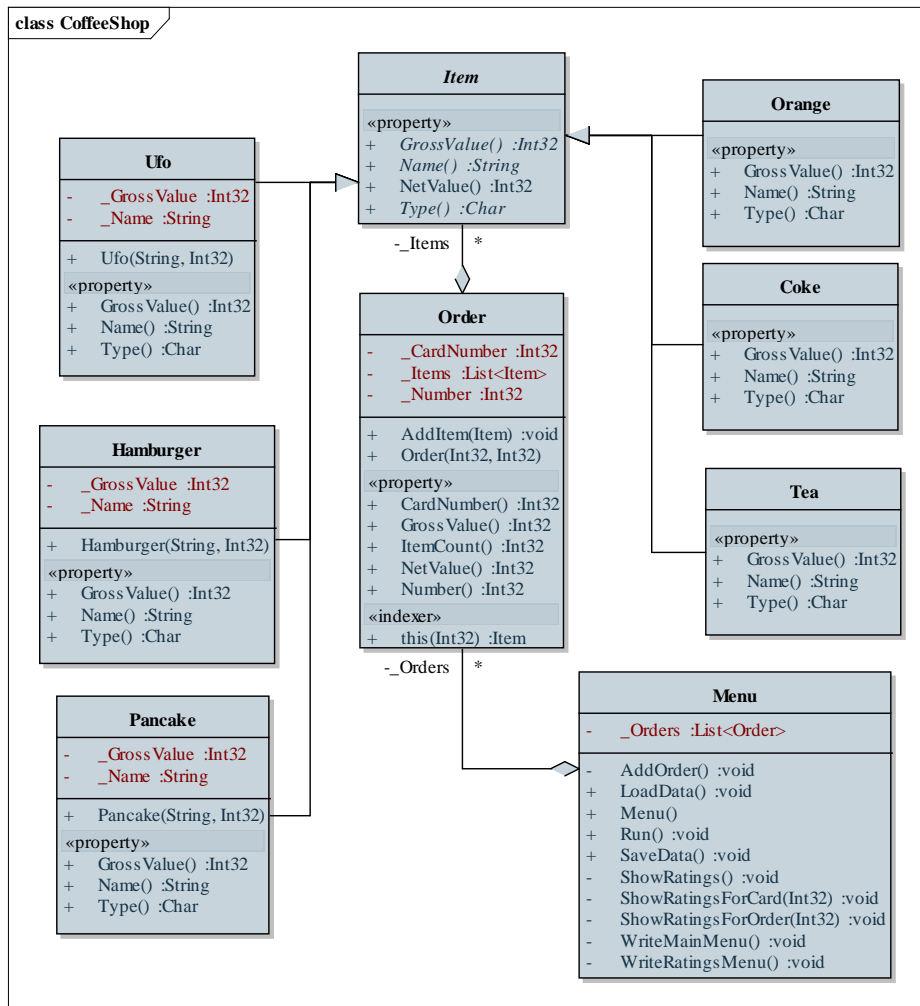 class CoffeeShop
Item
«property»
+ GrossValue() :Int32
+ Name() :String
+ NetValue() :Int32
+ Type() :Char
Ufo
- _GrossValue :Int32
- _Name :String
+ Ufo(String, Int32)
«property»
+ GrossValue() :Int32
+ Name() :String
+ Type() :Char
Orange
«property»
+ GrossValue() :Int32
+ Name() :String
+ Type() :Char
-_Items *
Order
- _CardNumber :Int32
- _Items :List<Item>
- _Number :Int32
+ AddItem(Item) :void
+ Order(Int32, Int32)
«property»
+ CardNumber() :Int32
+ GrossValue() :Int32
+ ItemCount() :Int32
+ NetValue() :Int32
+ Number() :Int32
«indexer»
+ this(Int32) :Item
-_Orders *
Coke
«property»
+ GrossValue() :Int32
+ Name() :String
+ Type() :Char
Hamburger
- _GrossValue :Int32
- _Name :String
+ Hamburger(String, Int32)
«property»
+ GrossValue() :Int32
+ Name() :String
+ Type() :Char
Tea
«property»
+ GrossValue() :Int32
+ Name() :String
+ Type() :Char
Pancake
- _GrossValue :Int32
- _Name :String
+ Pancake(String, Int32)
«property»
+ GrossValue() :Int32
+ Name() :String
+ Type() :Char
Menu
- _Orders :List<Order>
- AddOrder() :void
+ LoadData() :void
+ Menu()
+ Run() :void
+ SaveData() :void
- ShowRatings() :void
- ShowRatingsForCard(Int32) :void
- ShowRatingsForOrder(Int32) :void
- WriteMainMenu() :void
- WriteRatingsMenu() :void